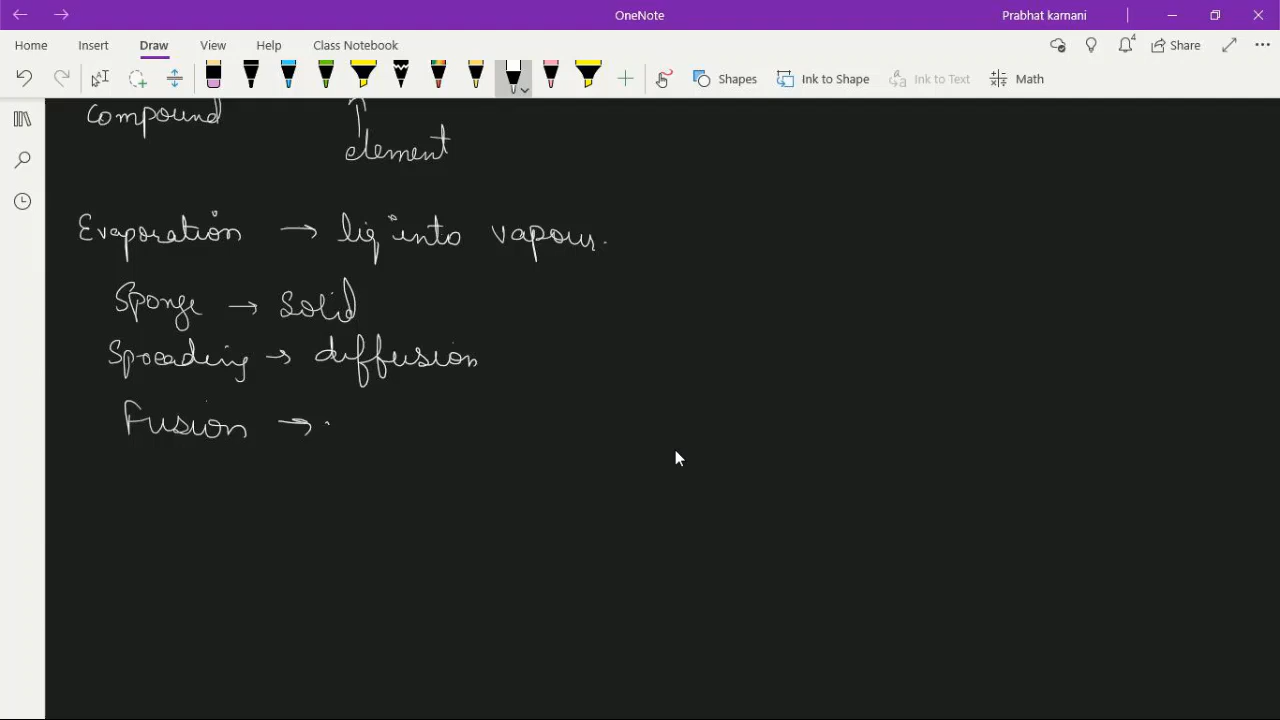 OneNote
Prabhat karnani
Home Insert Draw View Help Class Notebook
4
Share
Shapes Ink to Shape Ink to Text Math
Compound
element
Evaporation → liq into vapour.
Sponge → Solid
Spreading → diffusion
Fusion →